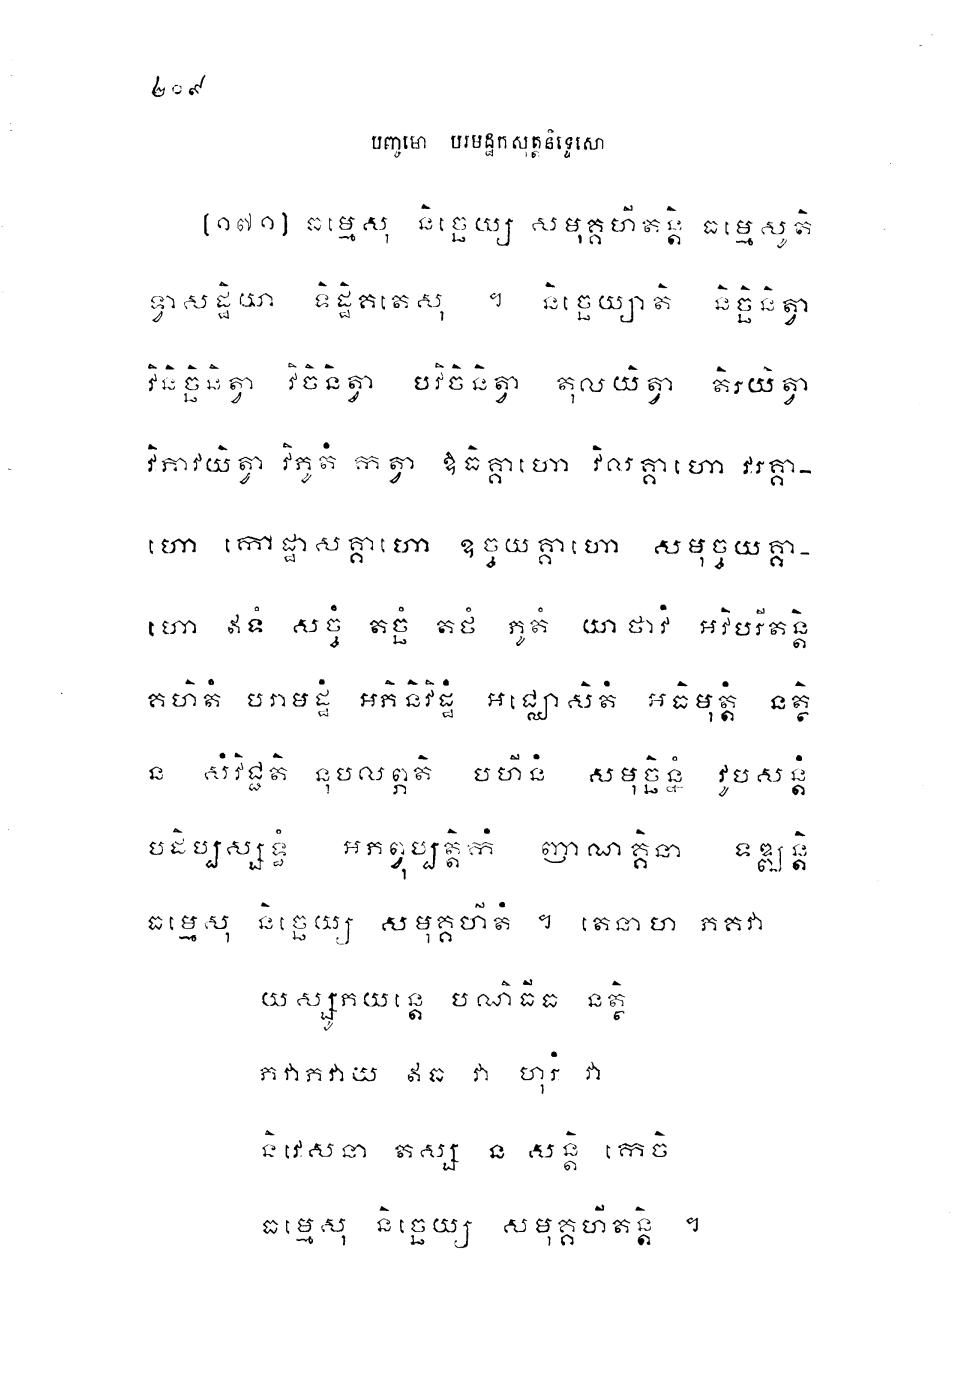 ២០៩
បញ្ចមោ បរមដ្ឋកសុត្តនិទ្ទេសោ
[១៧១] ធម្មេសុ និច្ឆេយ្យ សមុគ្គហីតន្តិ ធម្មេសូតិ
ទ្វាសដ្ឋិយា ទិដ្ឋិគតេសុ ។ និច្ឆេយ្យាតិ និច្ឆិនិត្វា
វិនិច្ឆិនិត្វា វិចិនិត្វា បវិចិនិត្វា តុលយិត្វា តិរយិត្វា
វិភាវយិត្វា វិភូតំ កត្វា ឱធិគ្គាហោ វិលគ្គាហោ វរគ្គា-
ហោ កោដ្ឋាសគ្គាហោ ឧច្ចយគ្គាហោ សមុច្ចយគ្គា-
ហោ ឥទំ សច្ចំ តច្ឆំ តថំ ភូតំ យាថាវំ អវិបរីតន្តិ
គហិតំ បរាមដ្ឋំ អភិនិវិដ្ឋំ អជ្ឈោសិតំ អធិមុត្តំ នត្ថិ
ន សំវិជ្ជតិ នុបលព្ភតិ បហីនំ សមុច្ឆិន្នំ វូបសន្តំ
បដិប្បស្សទ្ធំ អភព្វុប្បត្តិកំ ញាណគ្គិនា ទឌ្ឍន្តិ
ធម្មេសុ និច្ឆេយ្យ សមុគ្គហីតំ ។ តេនាហ ភគវា
យស្សូភយន្តេ បណិធីធ នត្ថិ
ភវាភវាយ ឥធ វា ហុរំ វា
និវេសនា តស្ស ន សន្តិ កេចិ
ធម្មេសុ និច្ឆេយ្យ សមុគ្គហីតន្តិ ។